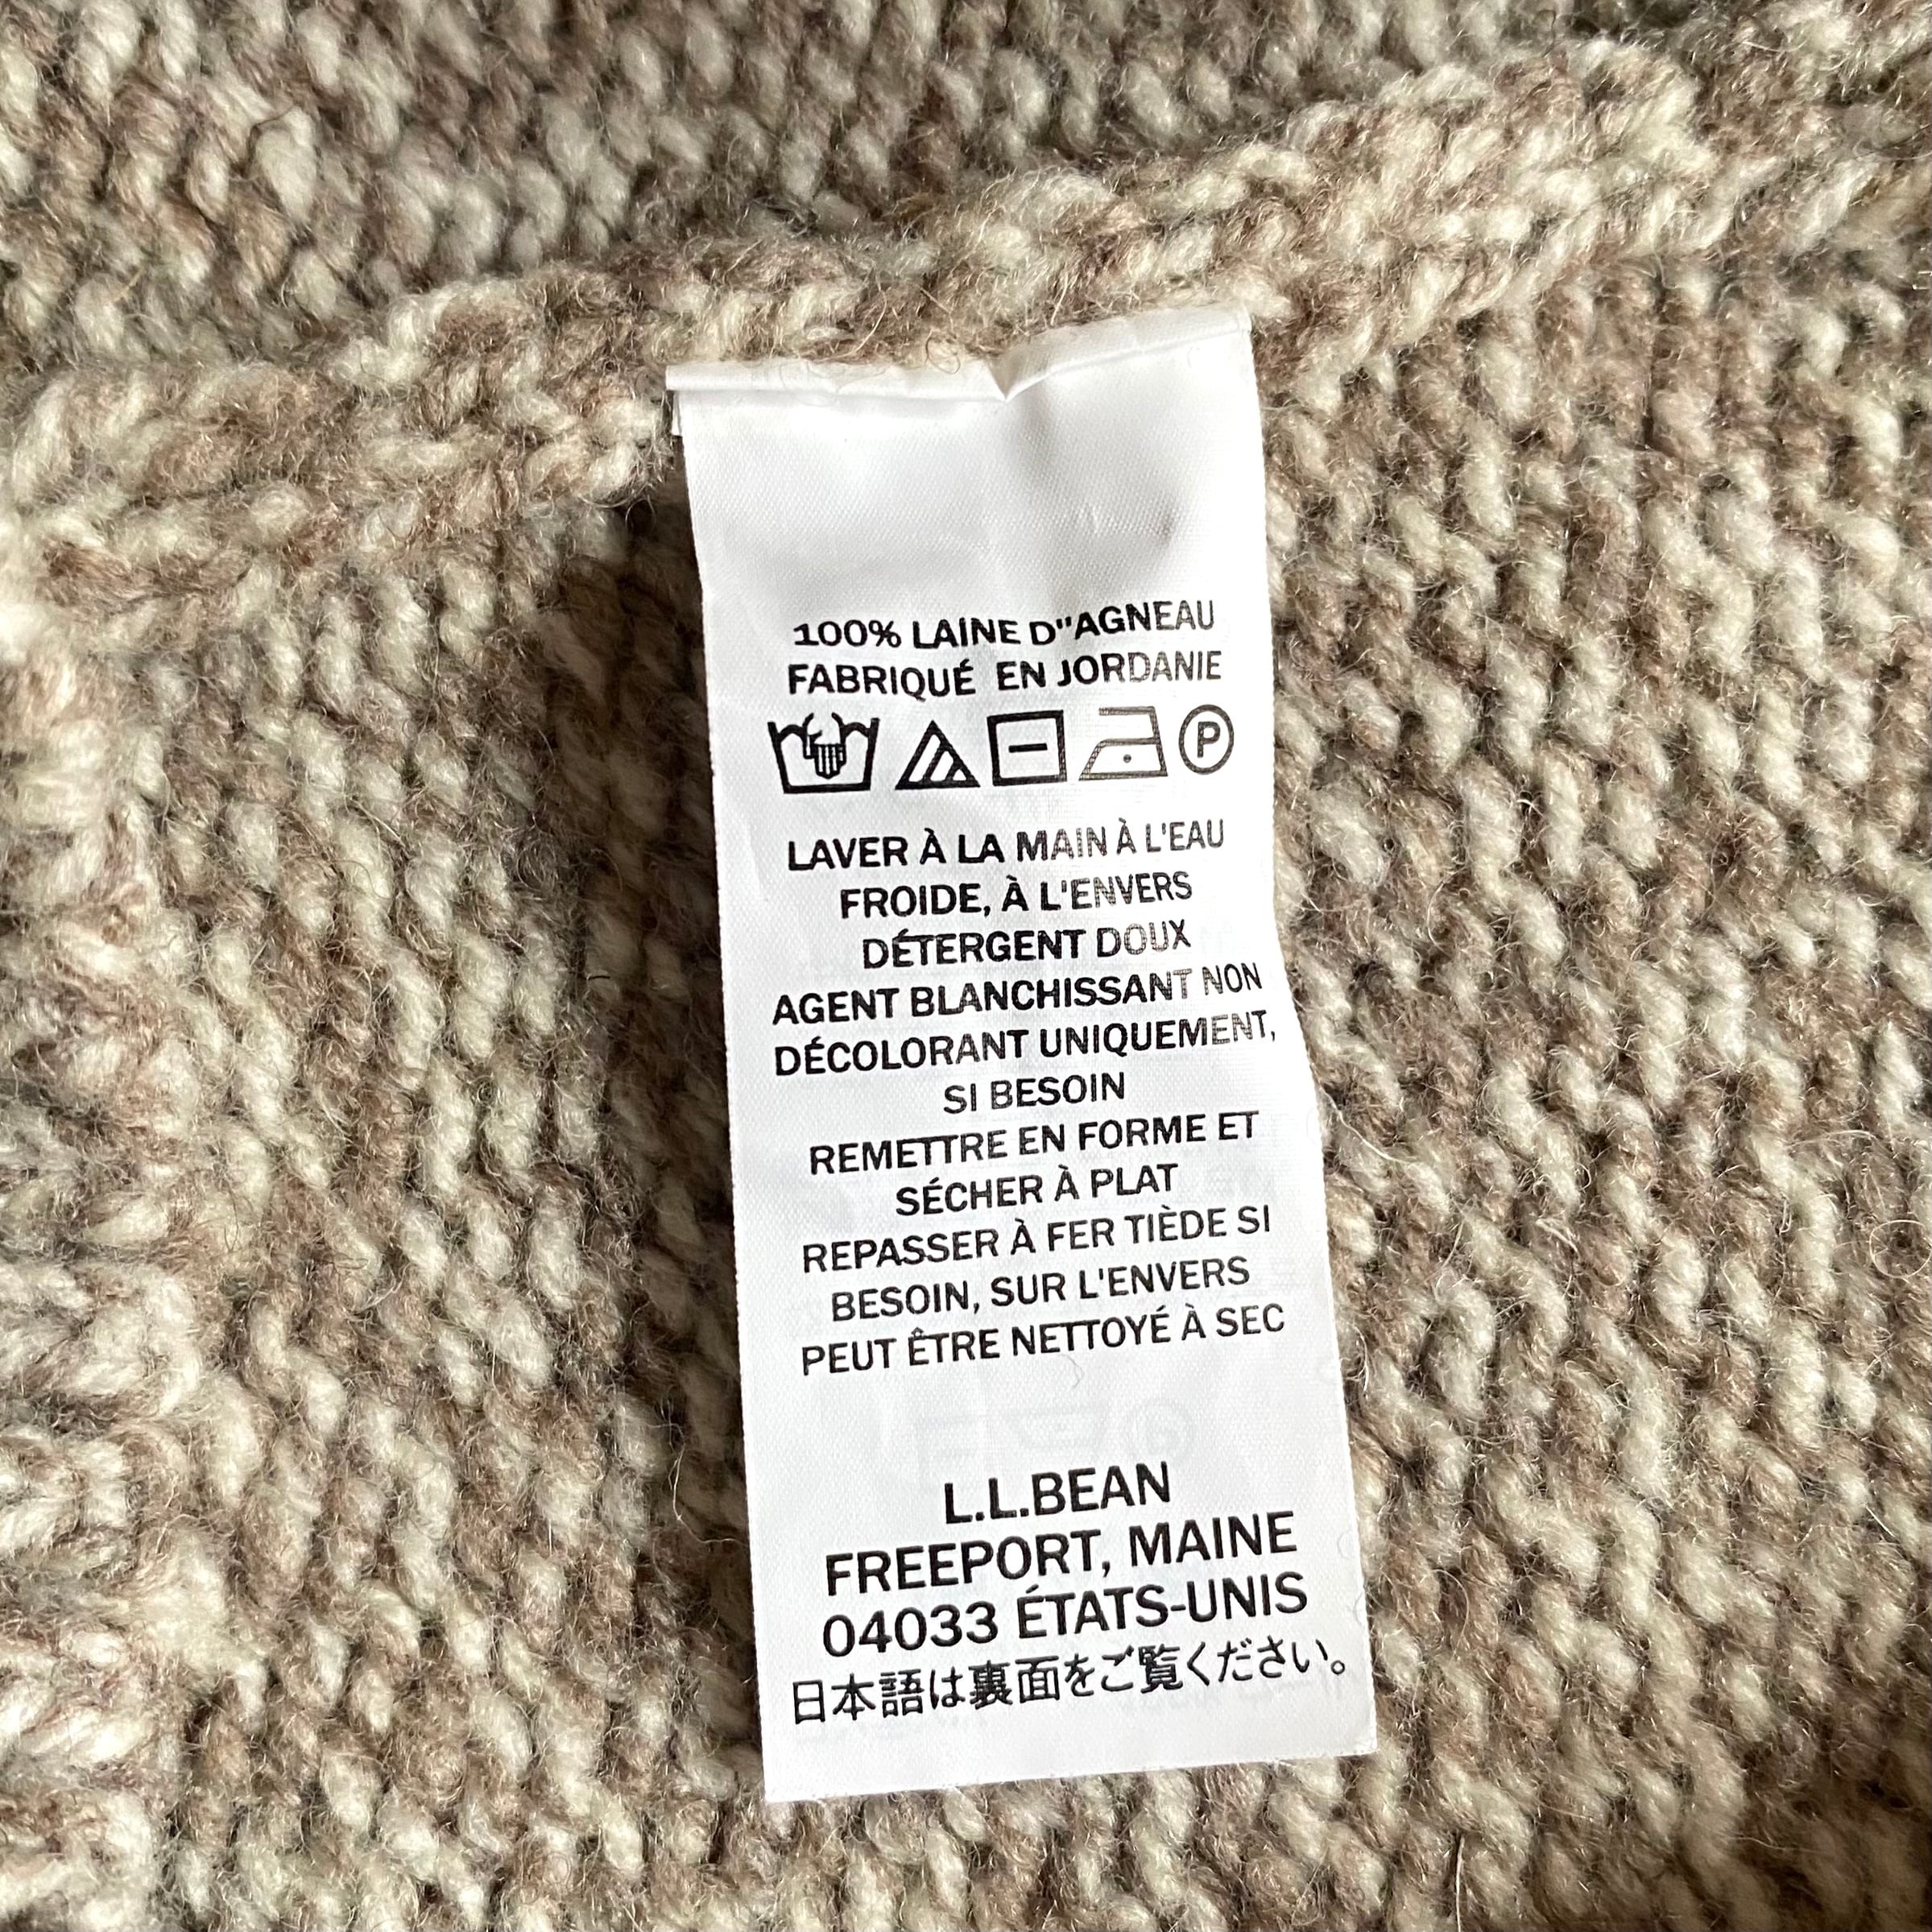 100% LAINE D"AGNEAU
FABRIQUÉ EN JORDANIE
P
LAVER À LA MAIN À L'EAU
FROIDE, À L'ENVERS
DÉTERGENT DOUX
AGENT BLANCHISSANT NON
DÉCOLORANT UNIQUEMENT,
SI BESOIN
REMETTRE EN FORME ET
SÉCHER À PLAT
REPASSER À FER TIÈDE SI
BESOIN, SUR L'ENVERS
PEUT ÊTRE NETTOYÉ À SEC
L.L.BEAN
FREEPORT, MAINE
04033 ÉTATS-UNIS
日本語は裏面をご覧ください。